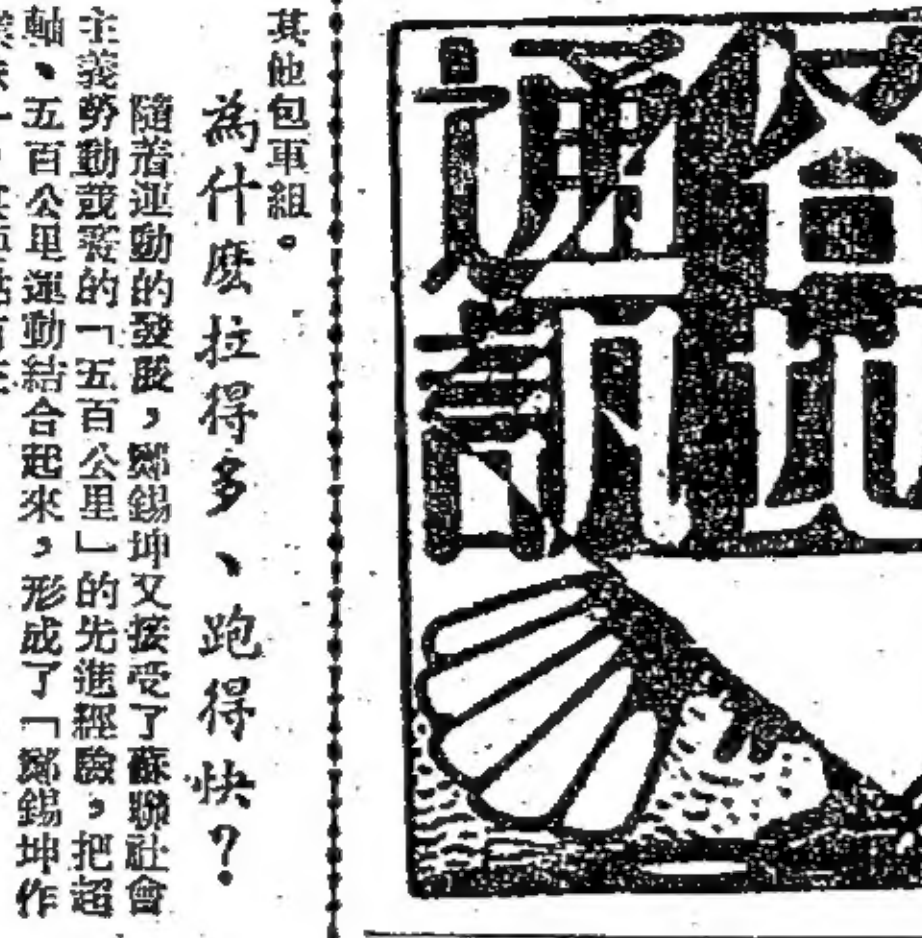 各地
通訊
其他包車組。
為什麽拉得多、跑得快？
隨着運動的發展，鄭錫坤又接受了蘇聯社會
主義勞動競賽的「五百公里」的先進經驗，把超
軸、五百公里運動結合起來，形成了「鄭錫坤作